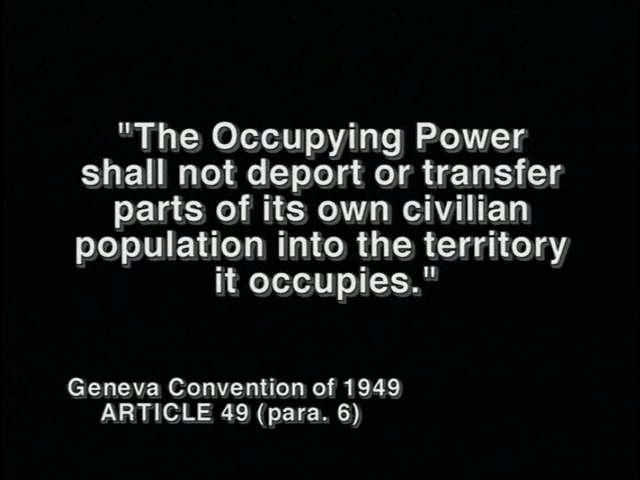 "The Occupying Power
shall not deport or transfer
parts of its own civilian
population into the territory
it occupies."
Geneva Convention of 1949
ARTICLE 49 (para. 6)